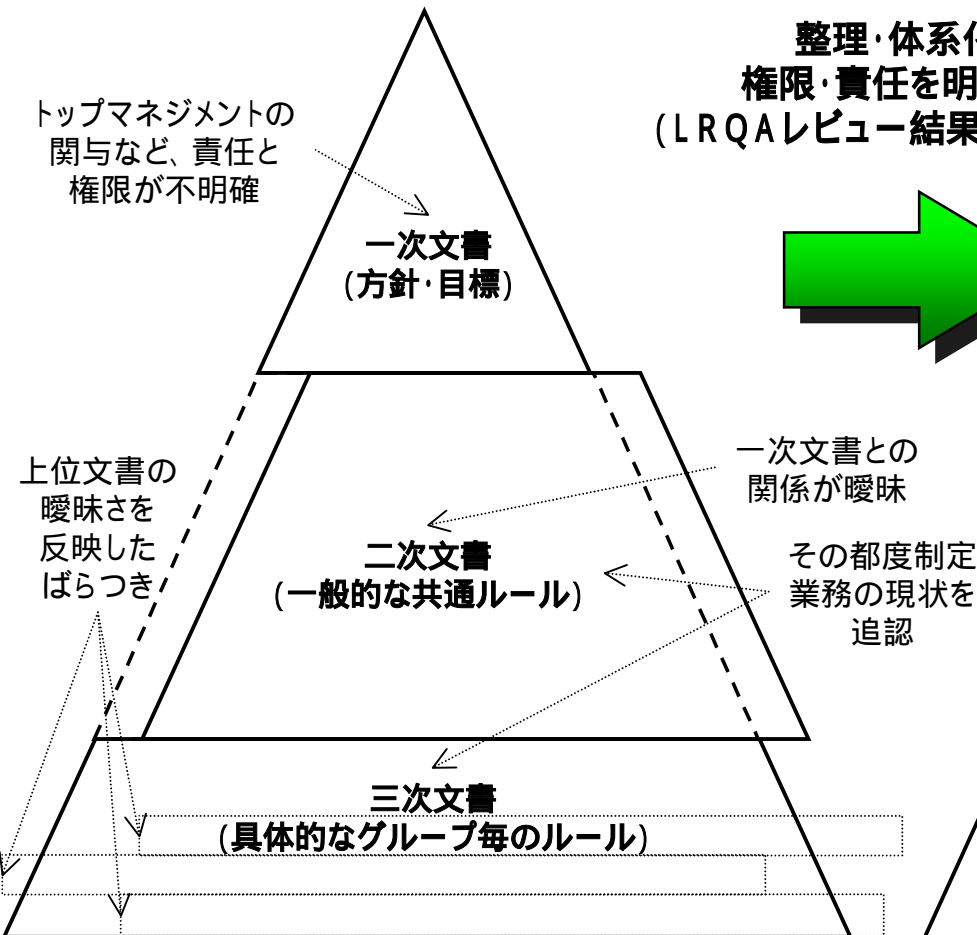 整理・体系化
権限・責任を明
(LRQAレビュー結果
トップマネジメントの
関与など、責任と
権限が不明確
一次文書
(方針・目標)
上位文書の
曖昧さを
反映した
ばらつき
一次文書との
関係が曖昧
二次文書
(一般的な共通ルール)
その都度制定
業務の現状を
追認
三次文書
(具体的なグループ毎のルール)